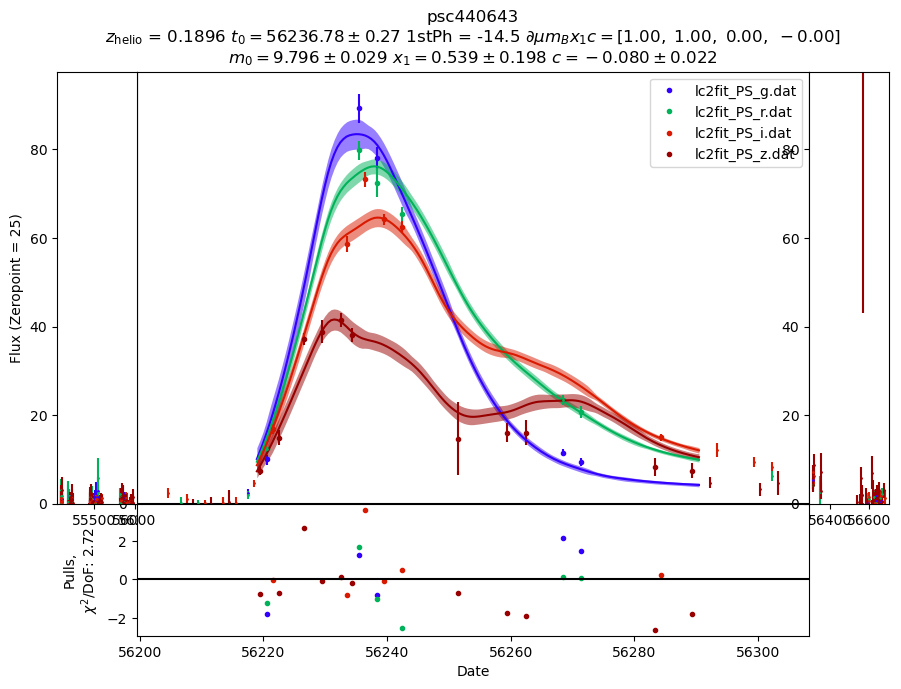 psc440643
z_helio = 0.1896 t_0 = 56236.78 ± 0.27 1stPh = -14.5 ∂μm_Bx_1c = [1.00, 1.00, 0.00, −0.00]
m_0 = 9.796 ± 0.029 x_1 = 0.539 ± 0.198 c = −0.080 ± 0.022
lc2fit_PS_g.dat
lc2fit_PS_r.dat
lc2fit_PS_i.dat
lc2fit_PS_z.dat
Flux (Zeropoint = 25)
80
60
40
20
0
80
60
40
20
0
55500
56000
56400
56600
Pulls,
χ²/DoF: 2.72
2
0
−2
56200
56220
56240
56260
56280
56300
Date